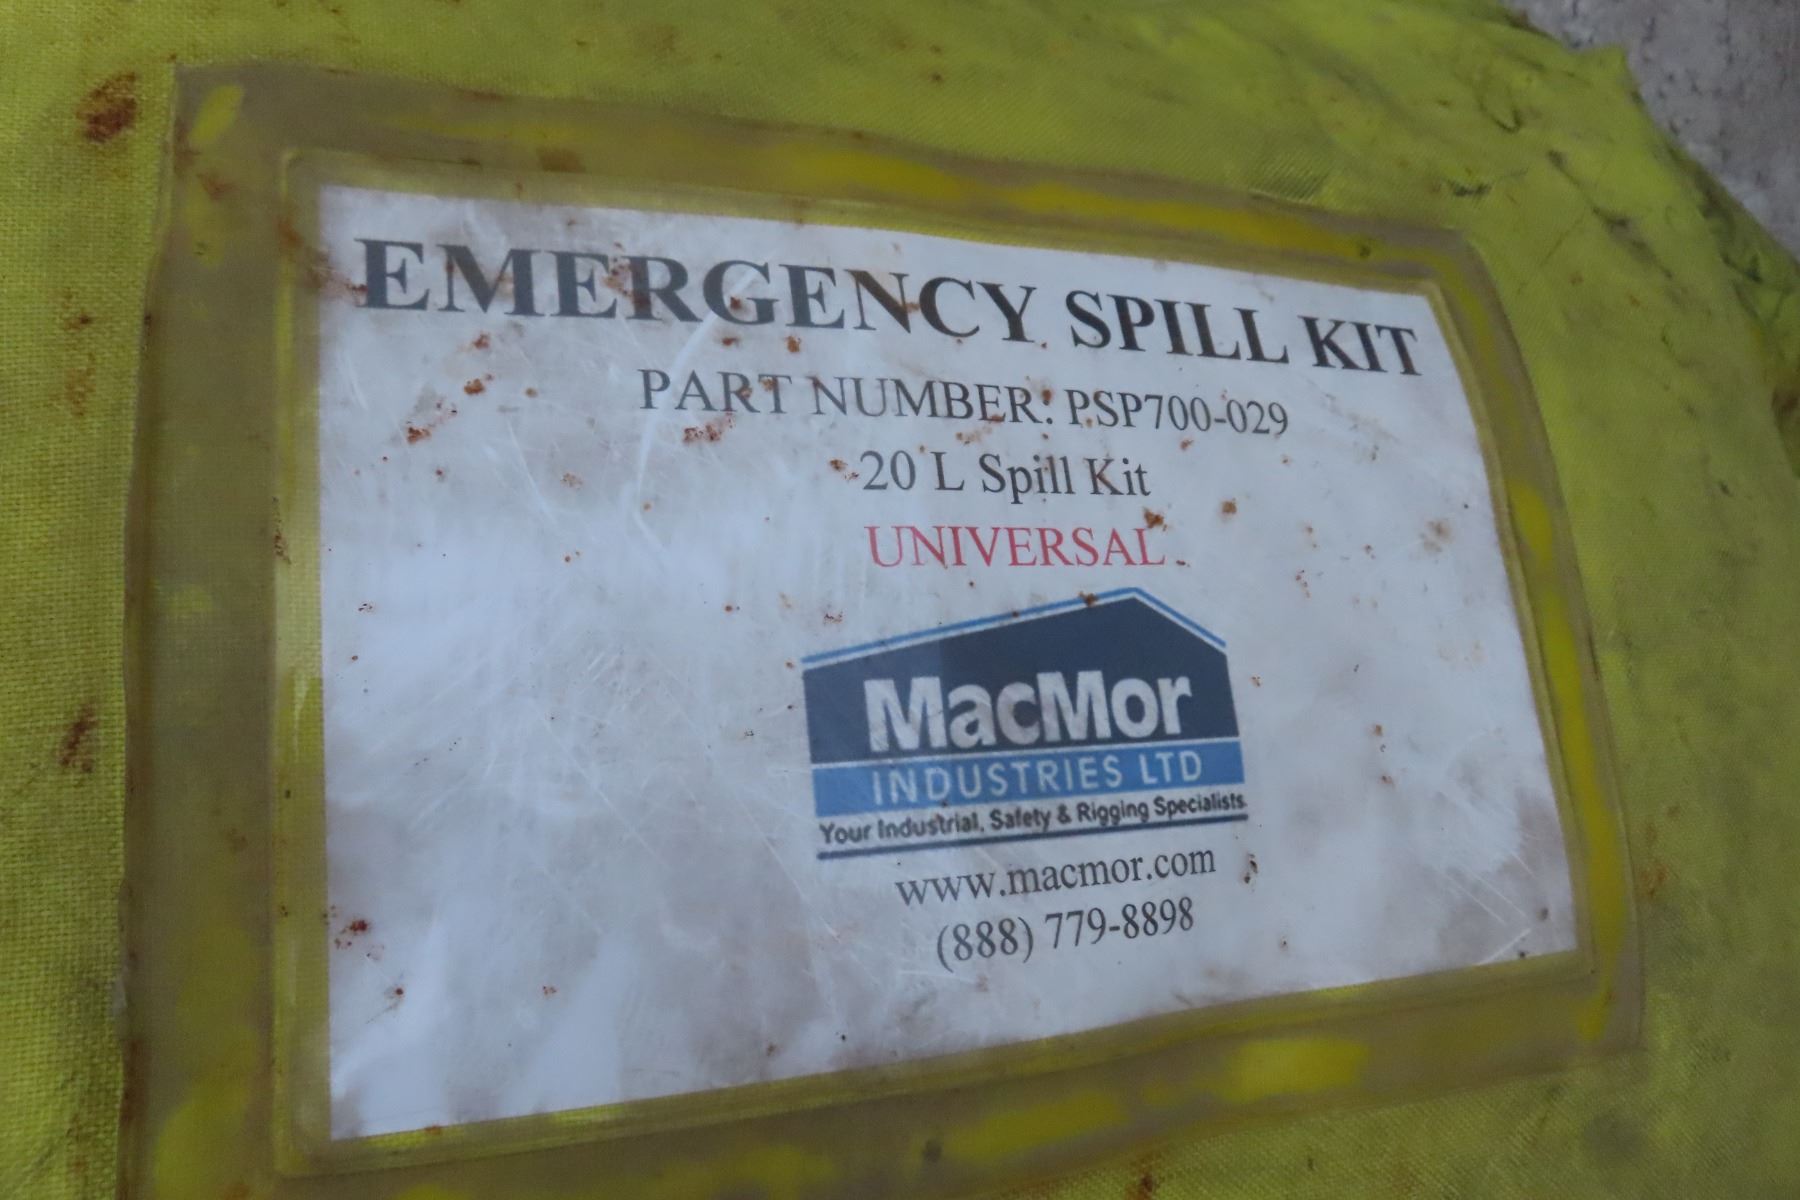 EMERGENCY SPILL KIT
PART NUMBER: PSP700-029
20 L Spill Kit
UNIVERSAL
MacMor
INDUSTRIES LTD
Your Industrial, Safety & Rigging Specialists
www.macmor.com
(888) 779-8898